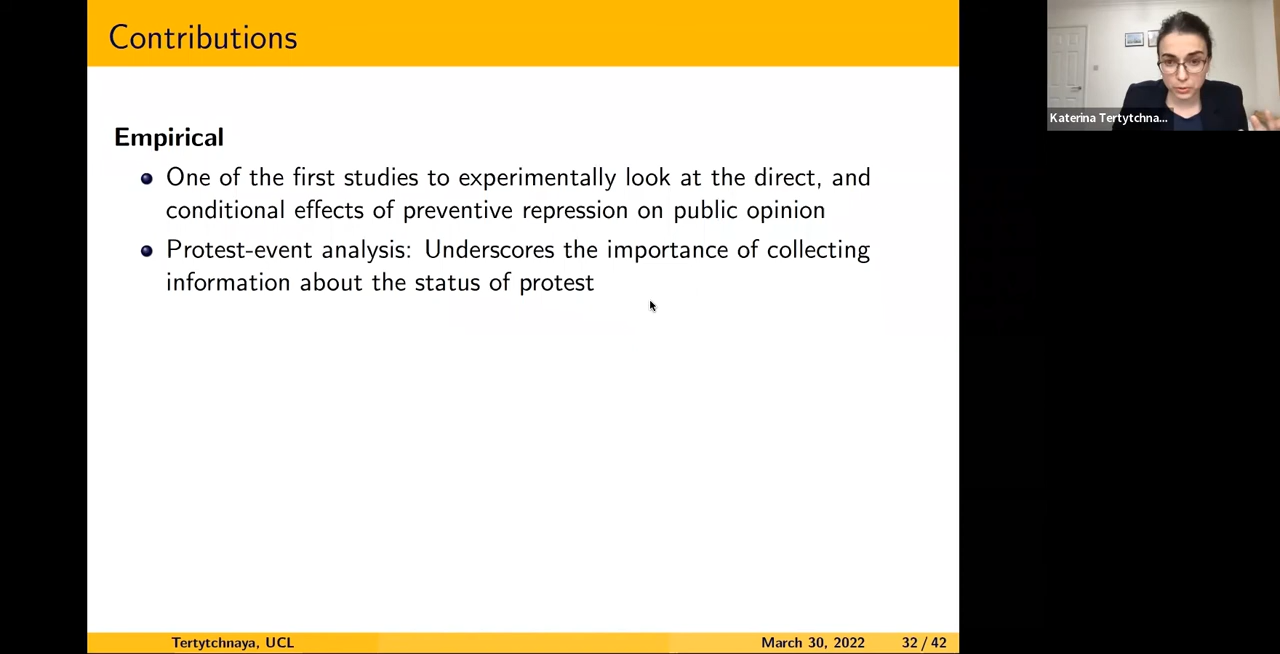 Contributions
Katerina Tertytchna...
Empirical
One of the first studies to experimentally look at the direct, and
conditional effects of preventive repression on public opinion
Protest-event analysis: Underscores the importance of collecting
information about the status of protest
Tertytchnaya, UCL
March 30, 2022
32 / 42